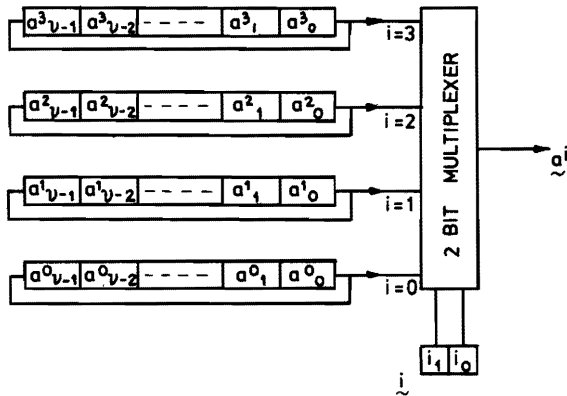 a³ν-1 a³ν-2 ---- a³1 a³0
i=3
a²ν-1 a²ν-2 ---- a²1 a²0
i=2
a¹ν-1 a¹ν-2 ---- a¹1 a¹0
i=1
a⁰ν-1 a⁰ν-2 ---- a⁰1 a⁰0
i=0
2 BIT MULTIPLEXER
aⁱ
i
i1 i0